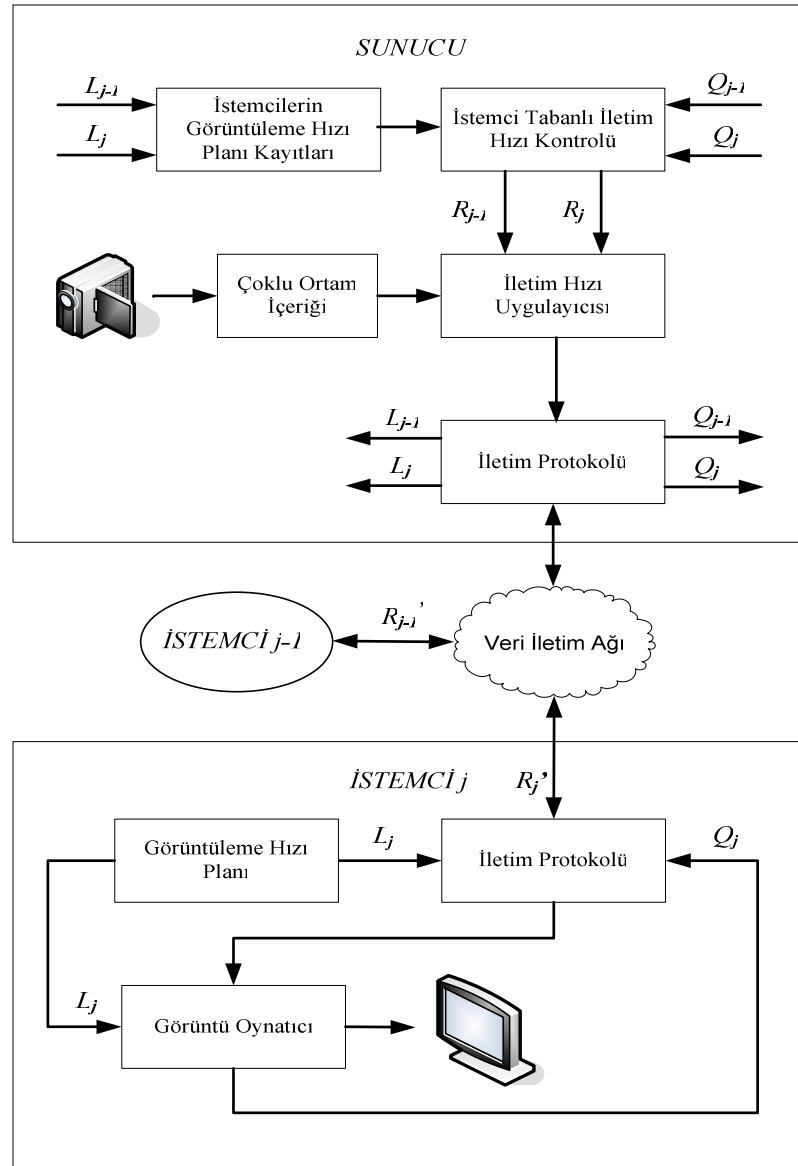 SUNUCU
L_{j-1}
L_j
İstemcilerin
Görüntüleme Hızı
Planı Kayıtları
İstemci Tabanlı İletim
Hızı Kontrolü
Q_{j-1}
Q_j
R_{j-1}
R_j
Çoklu Ortam
İçeriği
İletim Hızı
Uygulayıcısı
L_{j-1}
L_j
İletim Protokolü
Q_{j-1}
Q_j
İSTEMCİ j-1
R_{j-1}'
Veri İletim Ağı
İSTEMCİ j
R_j'
Görüntüleme Hızı
Planı
L_j
İletim Protokolü
Q_j
L_j
Görüntü Oynatıcı